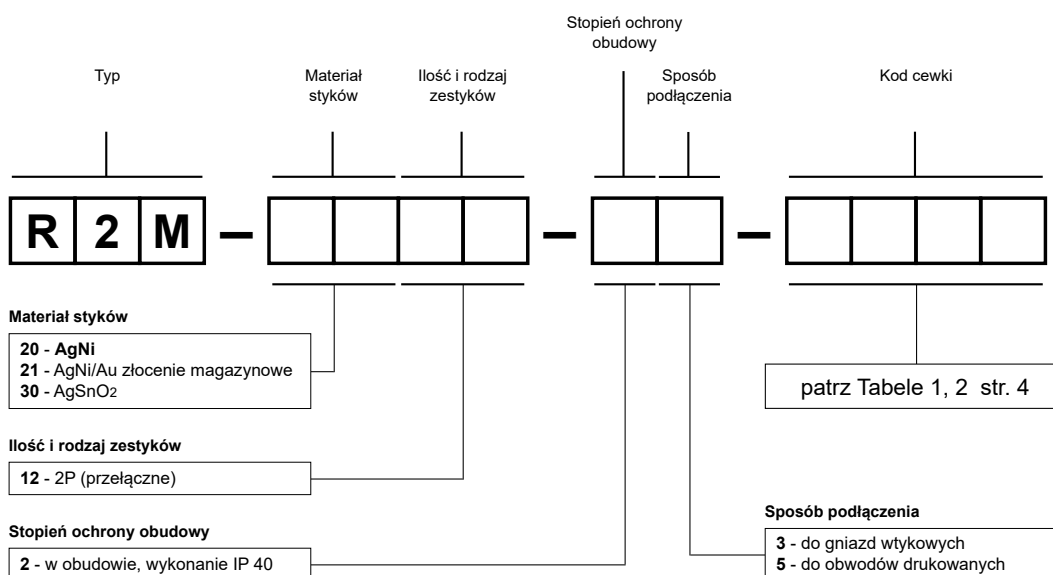 Stopień ochrony
obudowy
Typ
Materiał
styków
Ilość i rodzaj
zestyków
Sposób
podłączenia
Kod cewki
R 2 M – – –
Materiał styków
20 - AgNi
21 - AgNi/Au złocenie magazynowe
30 - AgSnO2
patrz Tabele 1, 2 str. 4
Ilość i rodzaj zestyków
12 - 2P (przełączne)
Stopień ochrony obudowy
2 - w obudowie, wykonanie IP 40
Sposób podłączenia
3 - do gniazd wtykowych
5 - do obwodów drukowanych